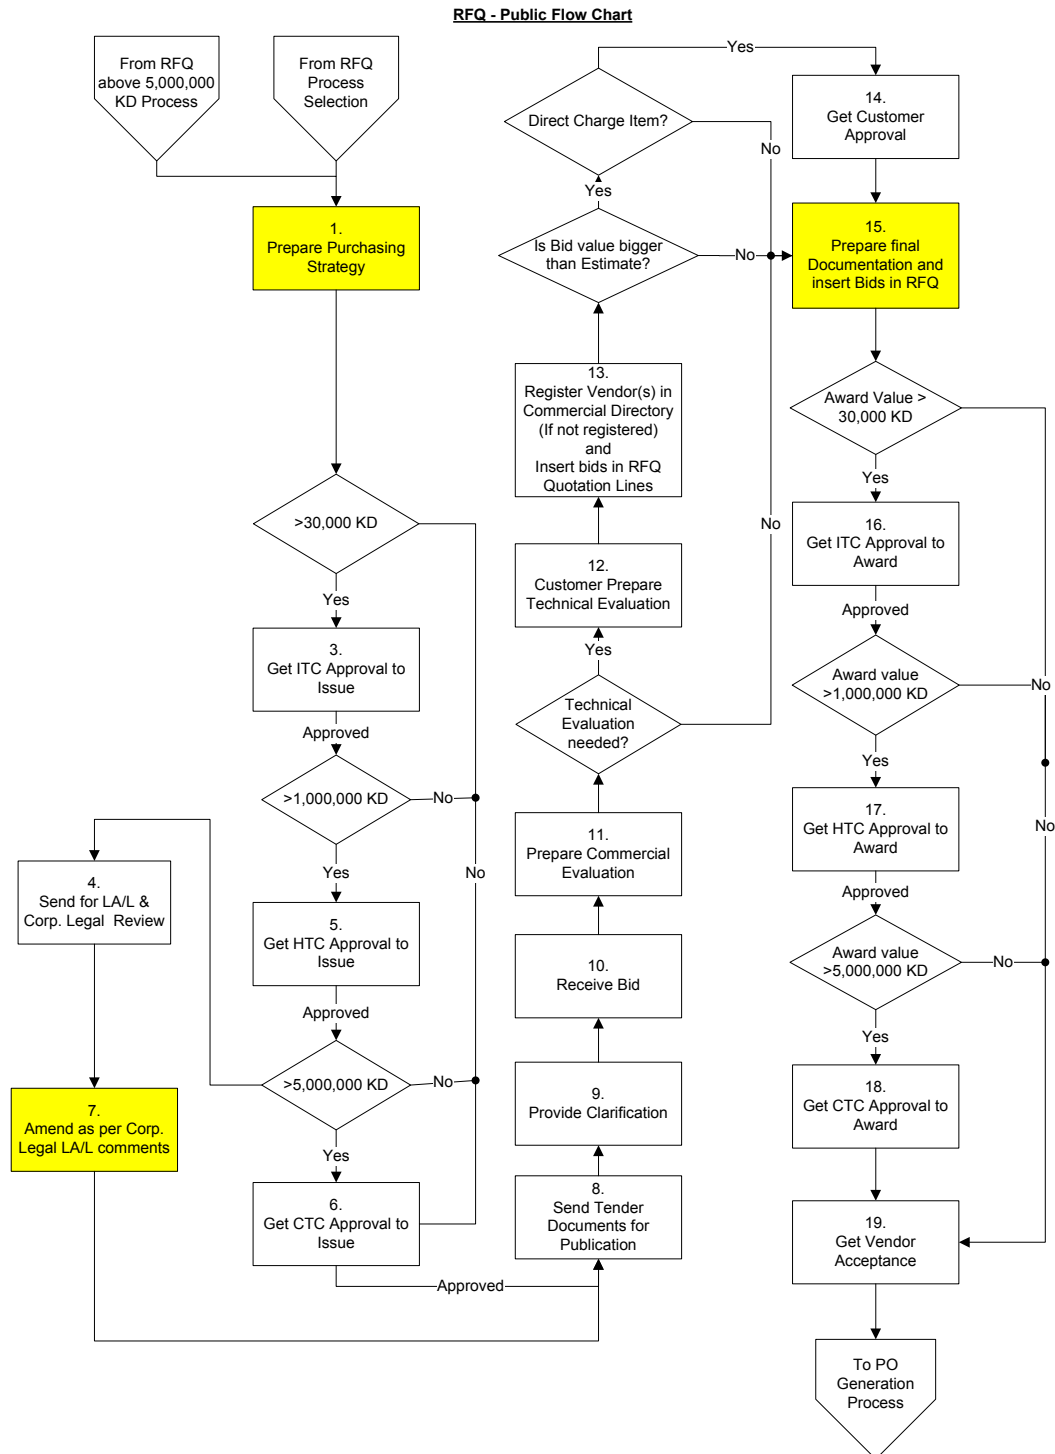 RFQ - Public Flow Chart
From RFQ
above 5,000,000
KD Process
From RFQ
Process
Selection
1.
Prepare Purchasing
Strategy
>30,000 KD
Yes
3.
Get ITC Approval to
Issue
Approved
>1,000,000 KD
No
Yes
No
4.
Send for LA/L &
Corp. Legal Review
5.
Get HTC Approval to
Issue
Approved
>5,000,000 KD
No
7.
Amend as per Corp.
Legal LA/L comments
Yes
6.
Get CTC Approval to
Issue
Approved
Yes
Direct Charge Item?
No
Yes
Is Bid value bigger
than Estimate?
No
13.
Register Vendor(s) in
Commercial Directory
(If not registered)
and
Insert bids in RFQ
Quotation Lines
No
12.
Customer Prepare
Technical Evaluation
Yes
Technical
Evaluation
needed?
11.
Prepare Commercial
Evaluation
10.
Receive Bid
9.
Provide Clarification
8.
Send Tender
Documents for
Publication
14.
Get Customer
Approval
15.
Prepare final
Documentation and
insert Bids in RFQ
Award Value >
30,000 KD
Yes
16.
Get ITC Approval to
Award
Approved
Award value
>1,000,000 KD
No
No
Yes
17.
Get HTC Approval to
Award
No
Approved
Award value
>5,000,000 KD
No
Yes
18.
Get CTC Approval to
Award
19.
Get Vendor
Acceptance
To PO
Generation
Process